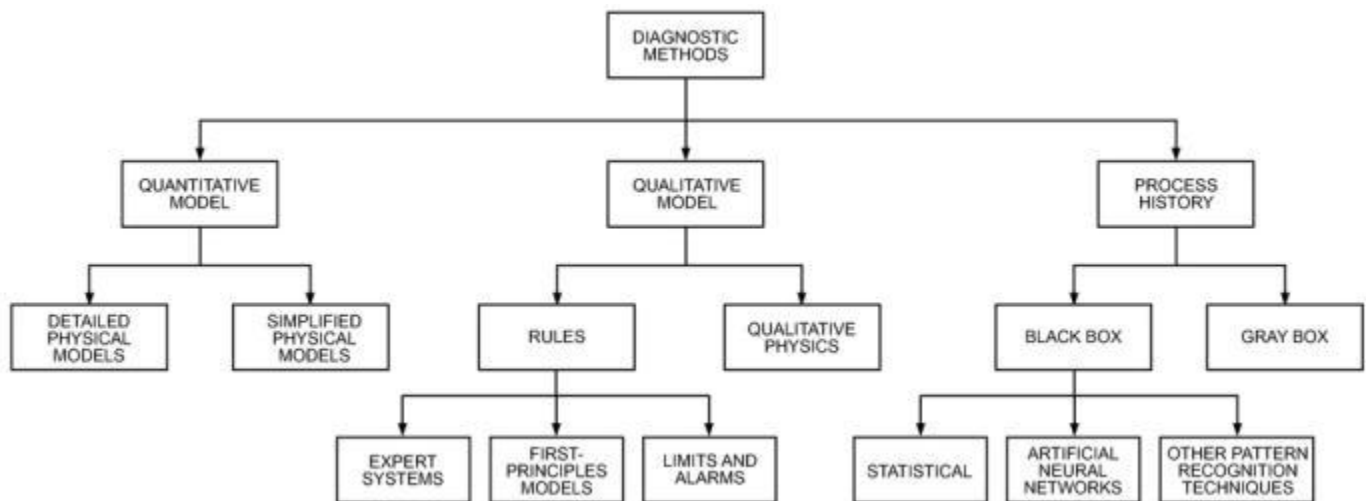 DIAGNOSTIC
METHODS
QUANTITATIVE
MODEL
QUALITATIVE
MODEL
PROCESS
HISTORY
DETAILED
PHYSICAL
MODELS
SIMPLIFIED
PHYSICAL
MODELS
RULES
QUALITATIVE
PHYSICS
BLACK BOX
GRAY BOX
EXPERT
SYSTEMS
FIRST-
PRINCIPLES
MODELS
LIMITS AND
ALARMS
STATISTICAL
ARTIFICIAL
NEURAL
NETWORKS
OTHER PATTERN
RECOGNITION
TECHNIQUES